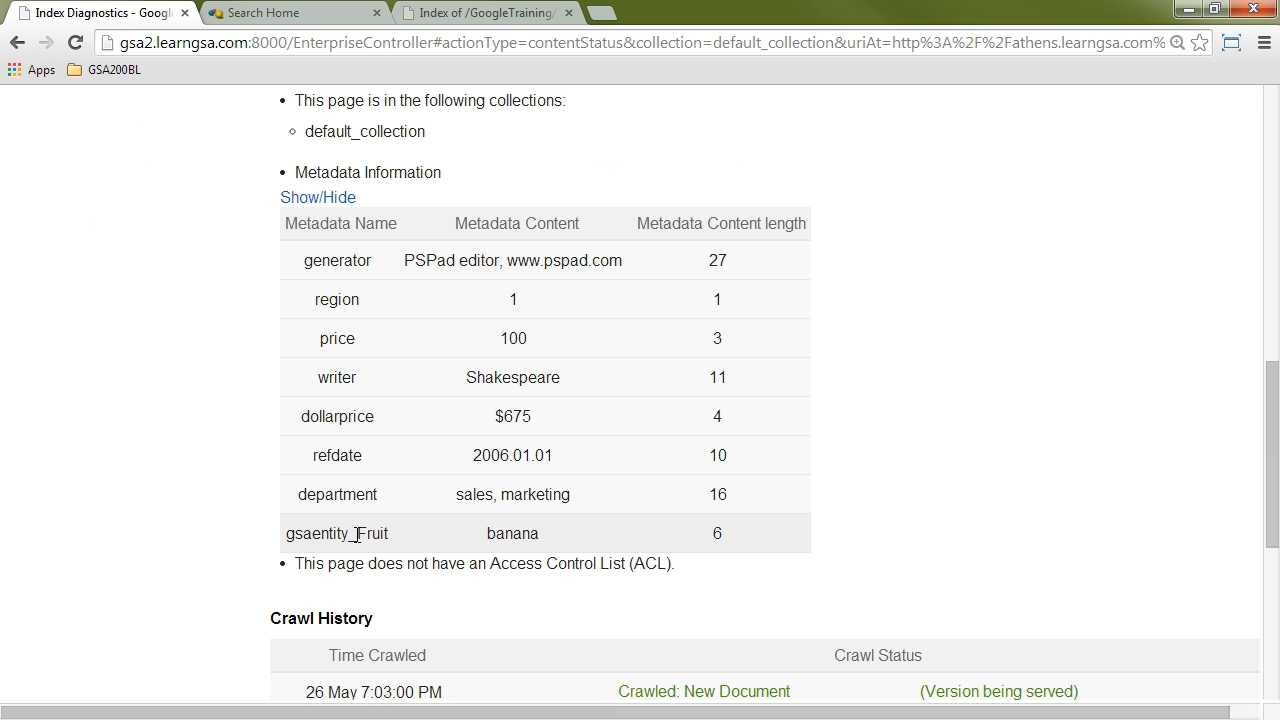 Index Diagnostics - Googl
Search Home
Index of /GoogleTraining/
gsa2.learngsa.com:8000/EnterpriseController#actionType=contentStatus&collection=default_collection&uriAt=http%3A%2F%2Fathens.learngsa.com%
Apps GSA200BL
• This page is in the following collections:
default_collection
• Metadata Information
Show/Hide
Metadata Name Metadata Content Metadata Content length
generator PSPad editor, www.pspad.com 27
region 1 1
price 100 3
writer Shakespeare 11
dollarprice $675 4
refdate 2006.01.01 10
department sales, marketing 16
gsaentity_Fruit banana 6
• This page does not have an Access Control List (ACL).
Crawl History
Time Crawled Crawl Status
26 May 7:03:00 PM Crawled: New Document (Version being served)